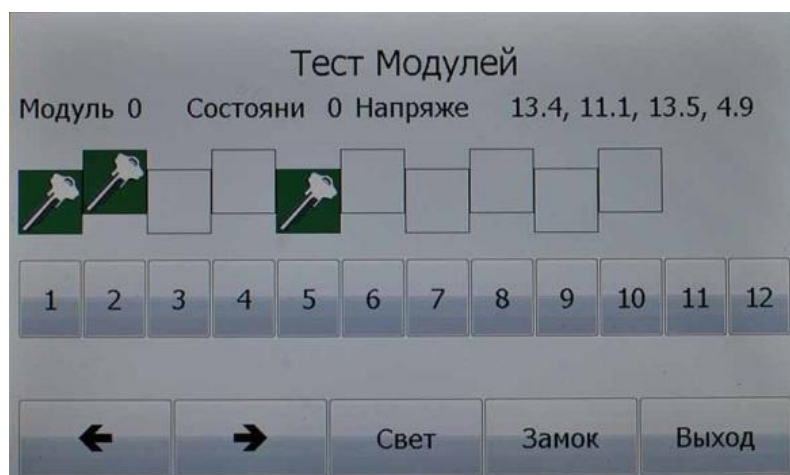 Тест Модулей
Модуль 0 Состояни 0 Напряже 13.4, 11.1, 13.5, 4.9
1 2 3 4 5 6 7 8 9 10 11 12
Свет Замок Выход